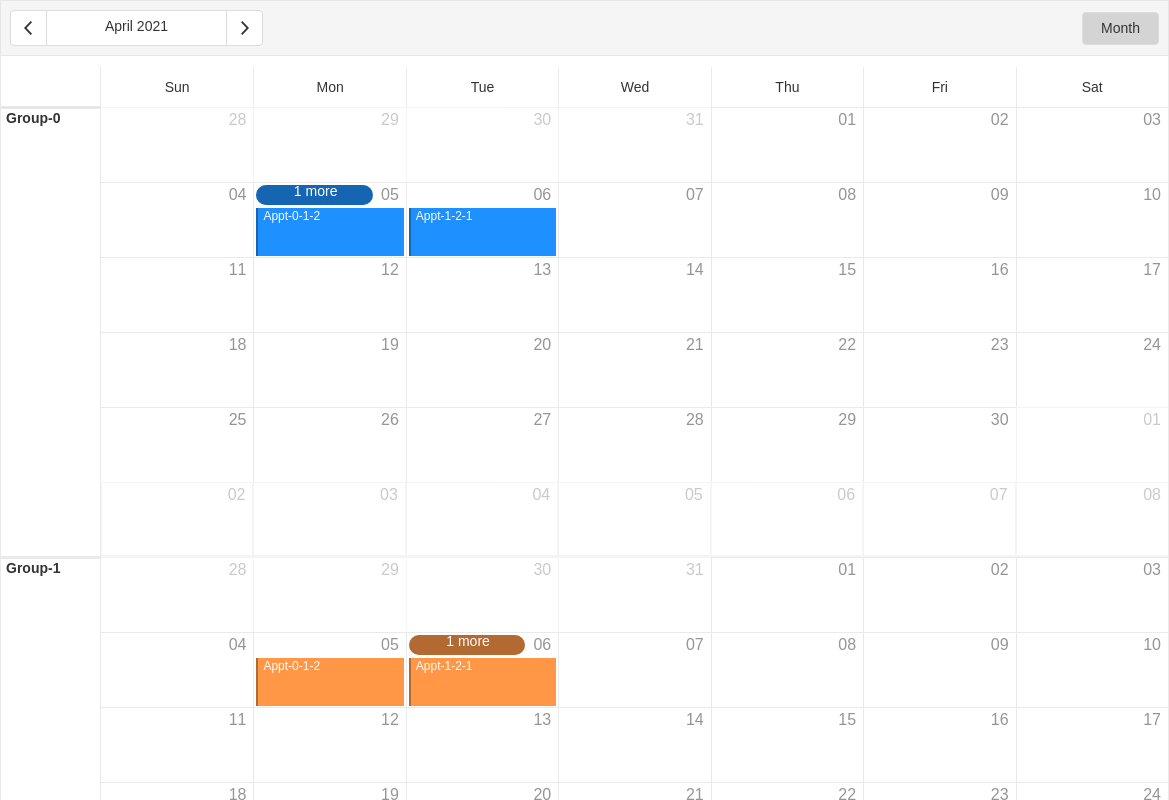 April 2021 Month
Sun Mon Tue Wed Thu Fri Sat
Group-0 28 29 30 31 01 02 03
04 1 more 05 06 07 08 09 10
Appt-0-1-2 Appt-1-2-1
11 12 13 14 15 16 17
18 19 20 21 22 23 24
25 26 27 28 29 30 01
02 03 04 05 06 07 08
Group-1 28 29 30 31 01 02 03
04 05 1 more 06 07 08 09 10
Appt-0-1-2 Appt-1-2-1
11 12 13 14 15 16 17
18 19 20 21 22 23 24